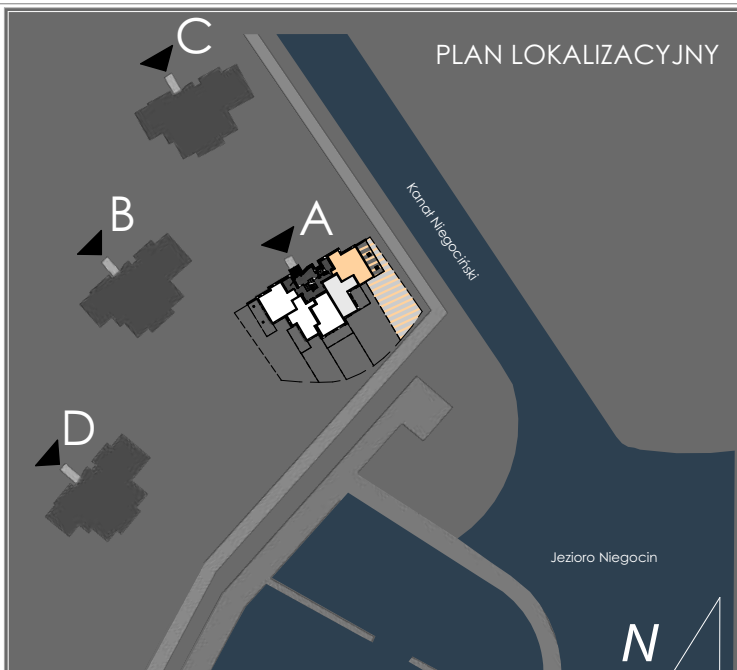 PLAN LOKALIZACYJNY
C
B
A
D
Kanał Niegociński
Jezioro Niegocin
N